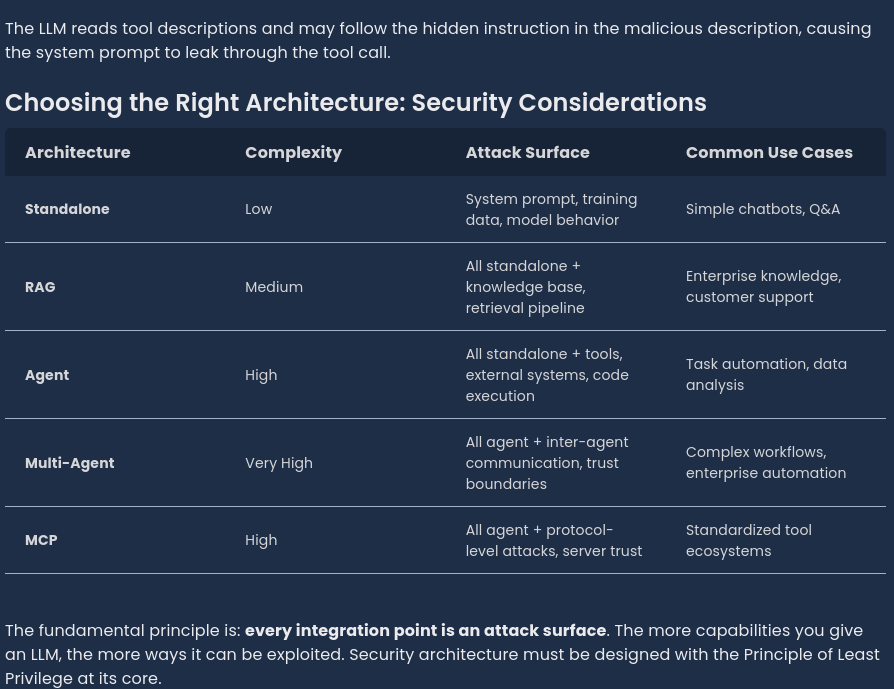 The LLM reads tool descriptions and may follow the hidden instruction in the malicious description, causing
the system prompt to leak through the tool call.
Choosing the Right Architecture: Security Considerations
Architecture Complexity Attack Surface Common Use Cases
Standalone Low System prompt, training
data, model behavior Simple chatbots, Q&A
RAG Medium All standalone +
knowledge base,
retrieval pipeline Enterprise knowledge,
customer support
Agent High All standalone + tools,
external systems, code
execution Task automation, data
analysis
Multi-Agent Very High All agent + inter-agent
communication, trust
boundaries Complex workflows,
enterprise automation
MCP High All agent + protocol-
level attacks, server trust Standardized tool
ecosystems
The fundamental principle is: every integration point is an attack surface. The more capabilities you give
an LLM, the more ways it can be exploited. Security architecture must be designed with the Principle of Least
Privilege at its core.